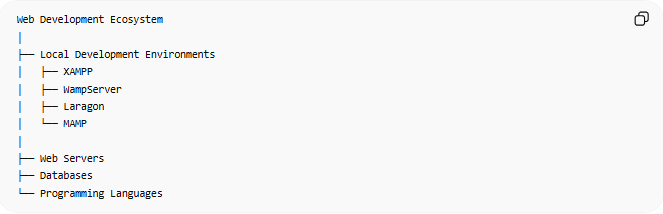 Web Development Ecosystem
│
├── Local Development Environments
│   ├── XAMPP
│   ├── WampServer
│   ├── Laragon
│   └── MAMP
│
├── Web Servers
├── Databases
└── Programming Languages